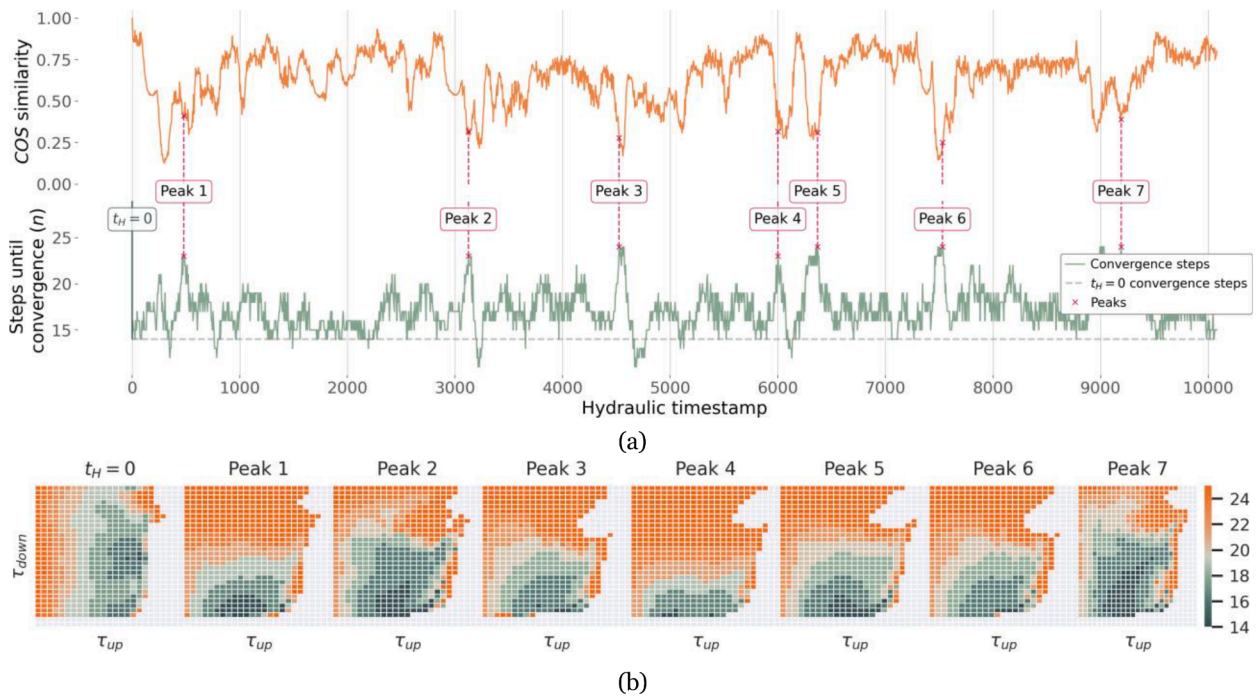 1.00
0.75
0.50
0.25
0.00
COS similarity
Peak 1
Peak 3
Peak 5
Peak 7
t_H = 0
Peak 2
Peak 4
Peak 6
25
20
15
Steps until
convergence (n)
Convergence steps
t_H = 0 convergence steps
Peaks
0 1000 2000 3000 4000 5000 6000 7000 8000 9000 10000
Hydraulic timestamp
(a)
t_H = 0 Peak 1 Peak 2 Peak 3 Peak 4 Peak 5 Peak 6 Peak 7
τ_down
24
22
20
18
16
14
τ_up τ_up τ_up τ_up τ_up τ_up τ_up τ_up
(b)